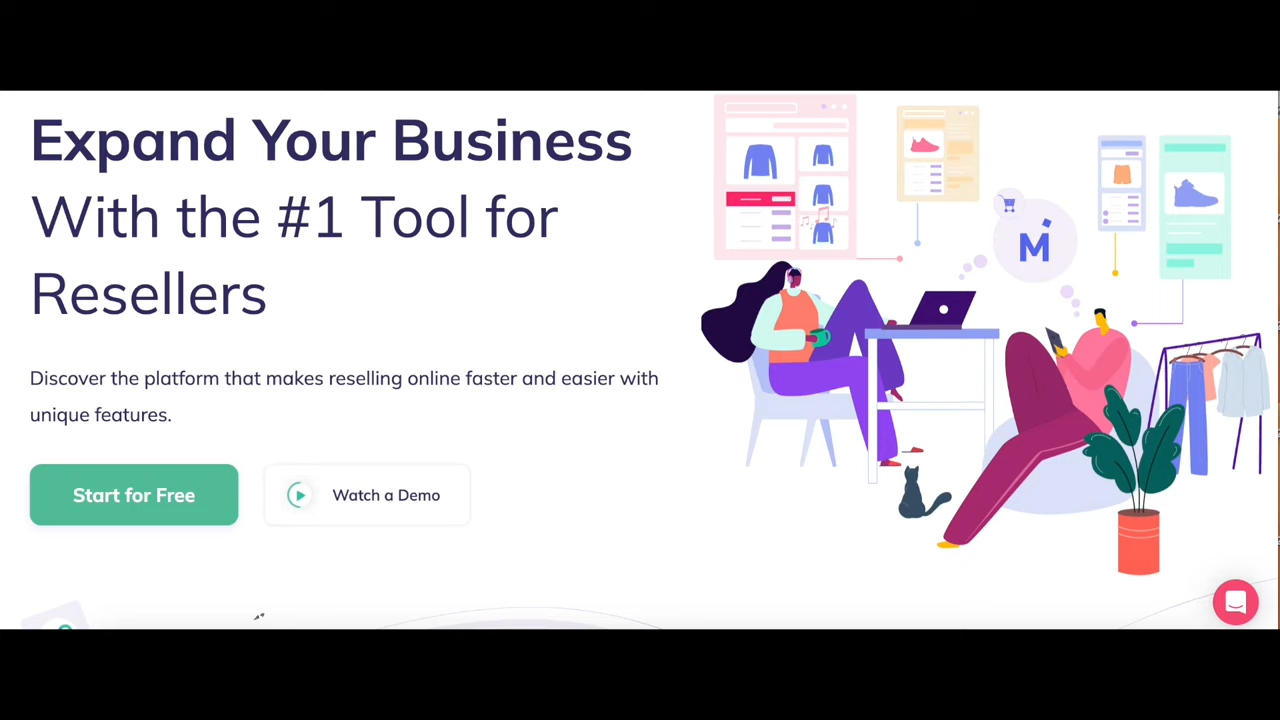 Expand Your Business
With the #1 Tool for
Resellers
Discover the platform that makes reselling online faster and easier with
unique features.
Start for Free
Watch a Demo
M